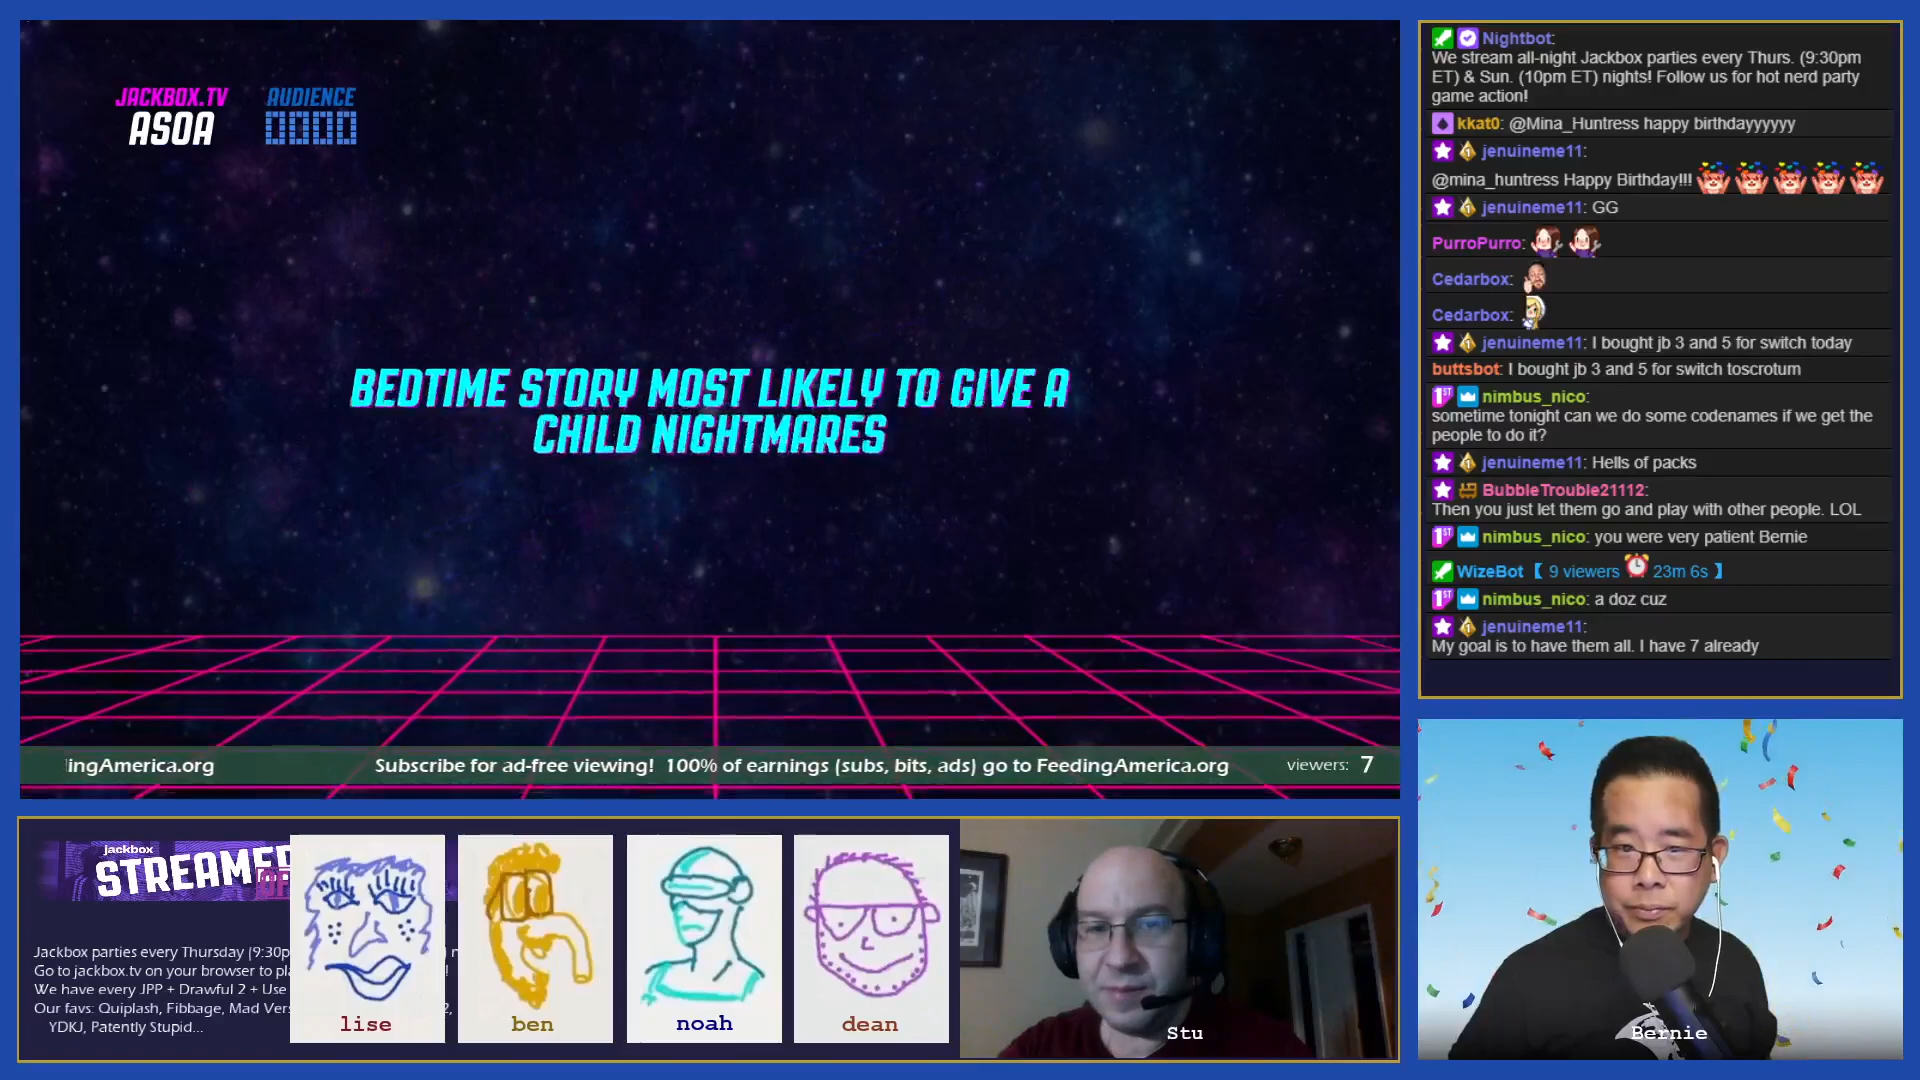 JACKBOX.TV
ASOA
AUDIENCE
BEDTIME STORY MOST LIKELY TO GIVE A
CHILD NIGHTMARES
ingAmerica.org
Subscribe for ad-free viewing! 100% of earnings (subs, bits, ads) go to FeedingAmerica.org
viewers: 7
Nightbot:
We stream all-night Jackbox parties every Thurs. (9:30pm
ET) & Sun. (10pm ET) nights! Follow us for hot nerd party
game action!
kkat0: @Mina_Huntress happy birthdayyyyyy
jenuineme11:
@mina_huntress Happy Birthday!!!
jenuineme11: GG
PurroPurro:
Cedarbox:
Cedarbox:
jenuineme11: I bought jb 3 and 5 for switch today
buttsbot: I bought jb 3 and 5 for switch toscrotum
1ST nimbus_nico:
sometime tonight can we do some codenames if we get the
people to do it?
jenuineme11: Hells of packs
BubbleTrouble21112:
Then you just let them go and play with other people. LOL
1ST nimbus_nico: you were very patient Bernie
WizeBot 【 9 viewers 23m 6s 】
1ST nimbus_nico: a doz cuz
jenuineme11:
My goal is to have them all. I have 7 already
jackbox
STREAMED
Jackbox parties every Thursday (9:30p
Go to jackbox.tv on your browser to pla
We have every JPP + Drawful 2 + Use
Our favs: Quiplash, Fibbage, Mad Vers
YDKJ, Patently Stupid...
lise
ben
noah
dean
Stu
Bernie